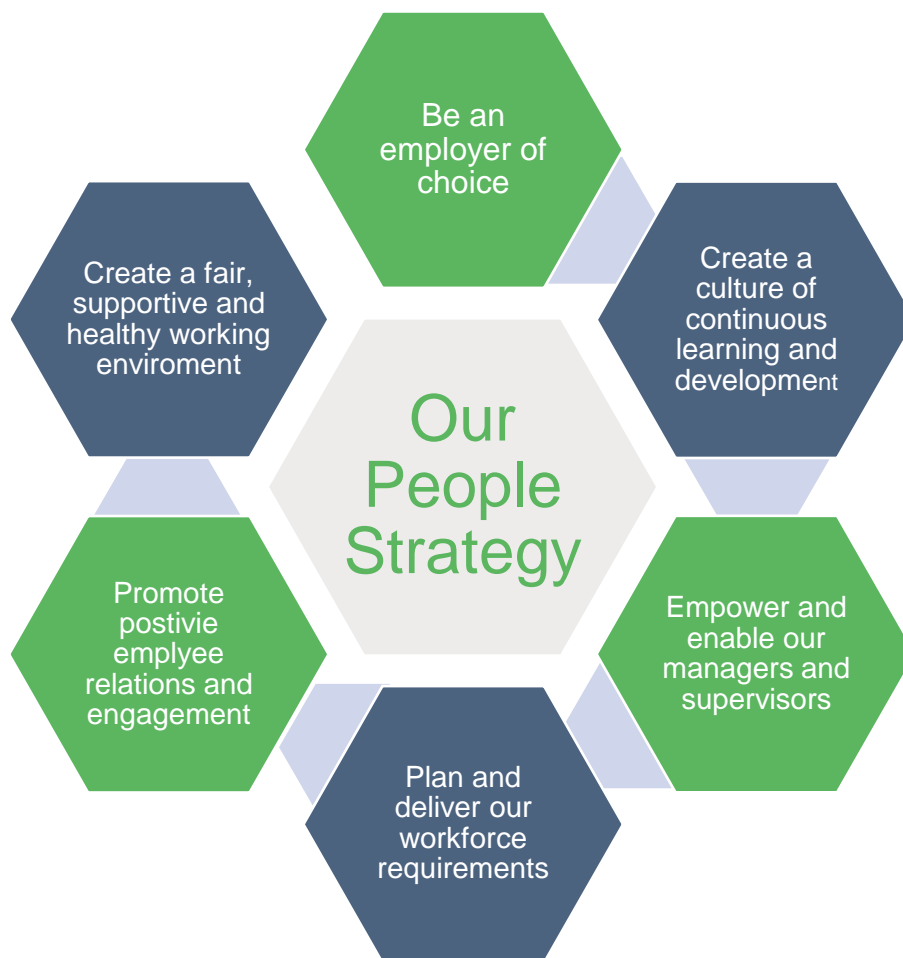 Be an
employer of
choice
Create a
culture of
continuous
learning and
development
Empower and
enable our
managers and
supervisors
Plan and
deliver our
workforce
requirements
Promote
postivie
emplyee
relations and
engagement
Create a fair,
supportive and
healthy working
enviroment
Our
People
Strategy